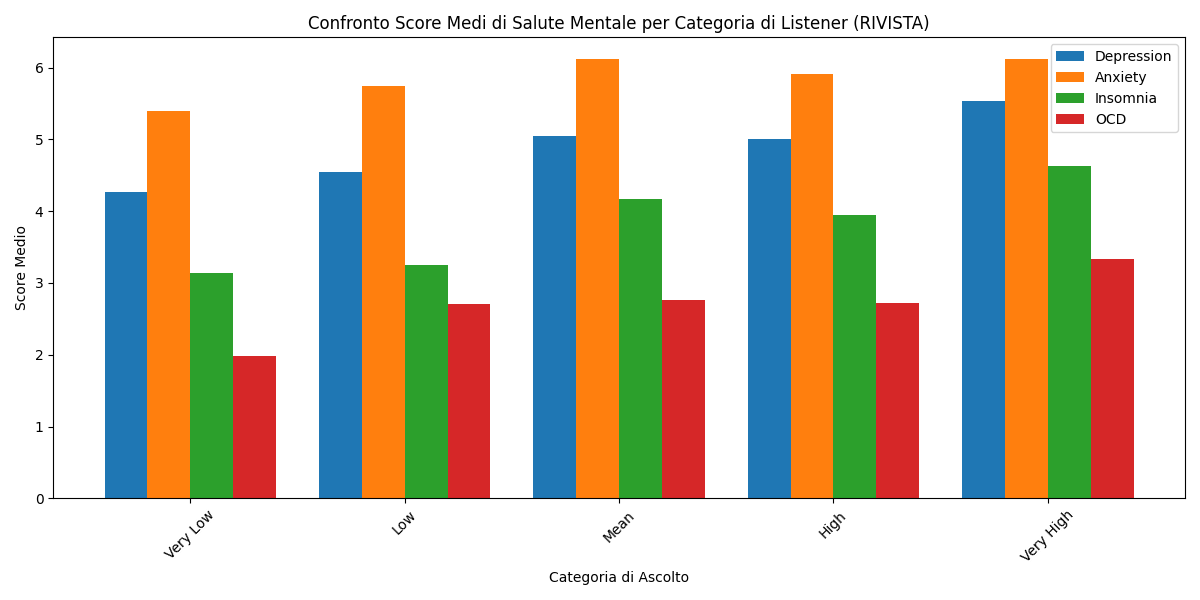 Confronto Score Medi di Salute Mentale per Categoria di Listener (RIVISTA)
Depression
Anxiety
Insomnia
OCD
Score Medio
6
5
4
3
2
1
0
Very Low
Low
Mean
High
Very High
Categoria di Ascolto